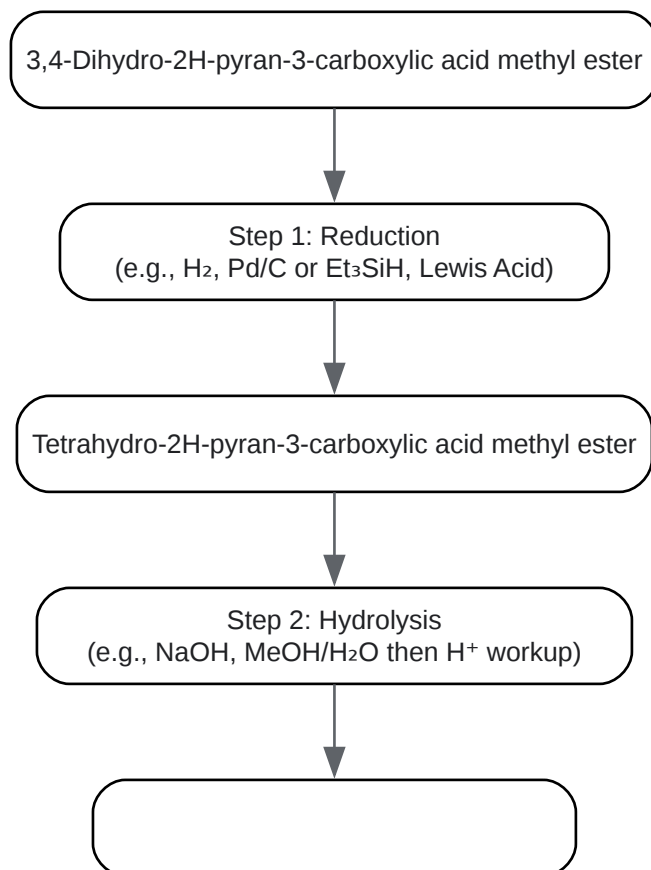 3,4-Dihydro-2H-pyran-3-carboxylic acid methyl ester
Step 1: Reduction
(e.g., H₂, Pd/C or Et₃SiH, Lewis Acid)
Tetrahydro-2H-pyran-3-carboxylic acid methyl ester
Step 2: Hydrolysis
(e.g., NaOH, MeOH/H₂O then H⁺ workup)